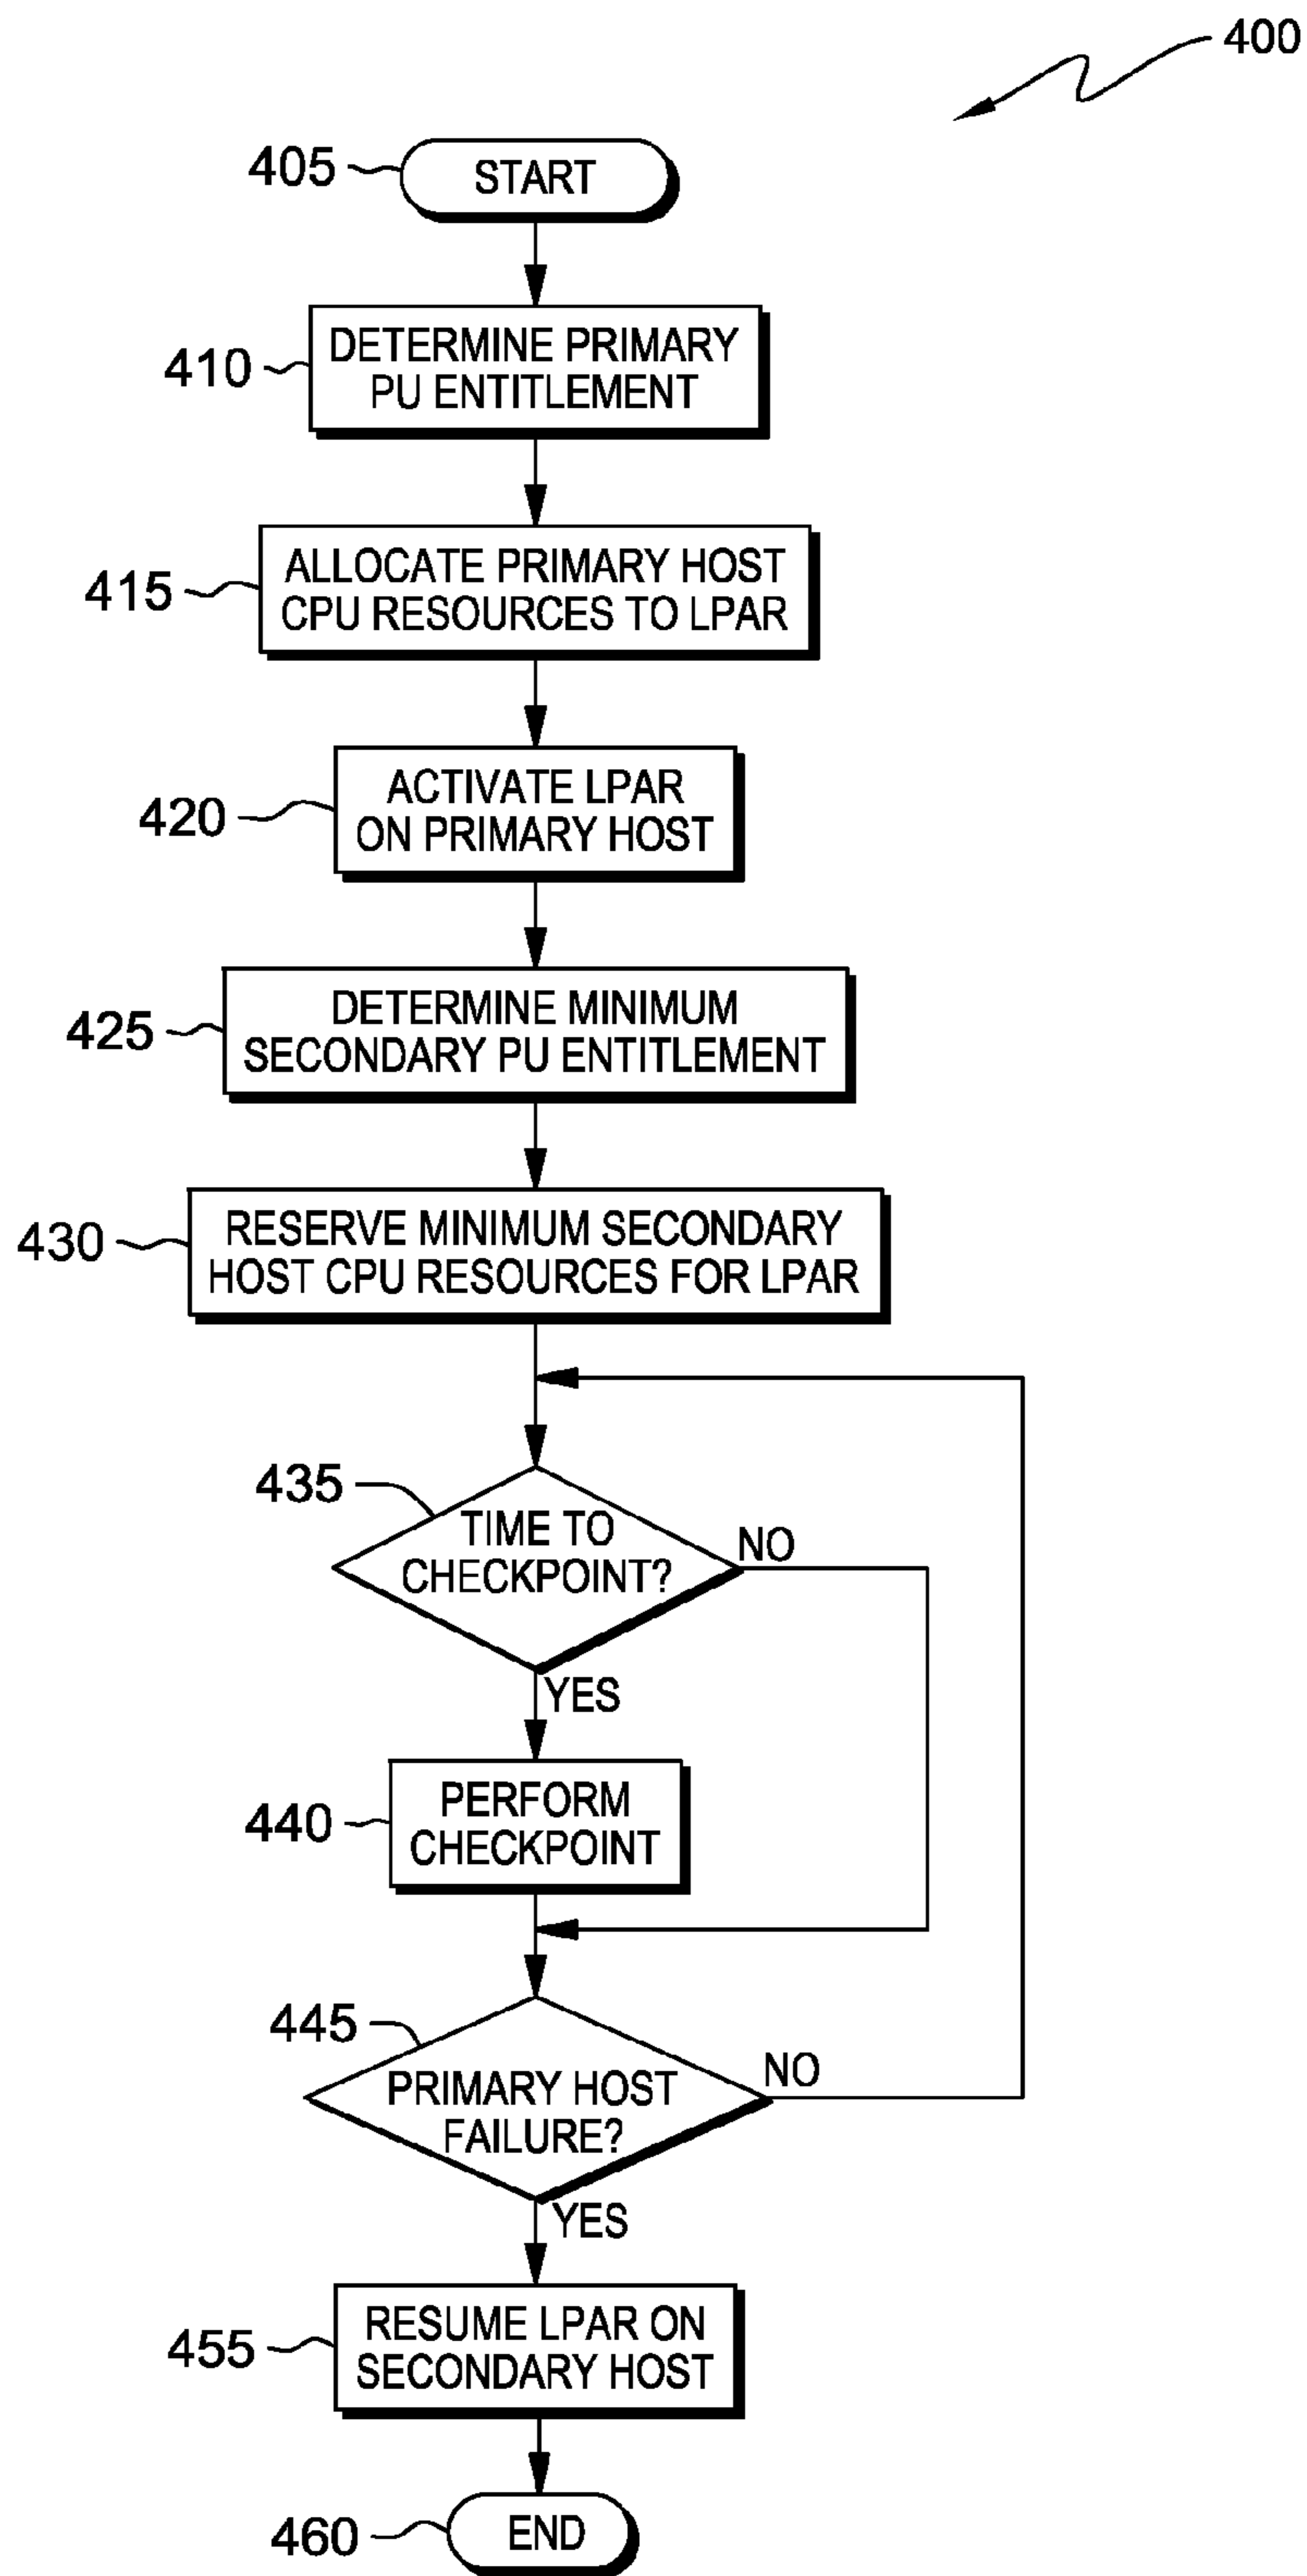 400
405
START
410
DETERMINE PRIMARY
PU ENTITLEMENT
415
ALLOCATE PRIMARY HOST
CPU RESOURCES TO LPAR
420
ACTIVATE LPAR
ON PRIMARY HOST
425
DETERMINE MINIMUM
SECONDARY PU ENTITLEMENT
430
RESERVE MINIMUM SECONDARY
HOST CPU RESOURCES FOR LPAR
435
TIME TO
CHECKPOINT?
NO
YES
440
PERFORM
CHECKPOINT
445
PRIMARY HOST
FAILURE?
NO
YES
455
RESUME LPAR ON
SECONDARY HOST
460
END